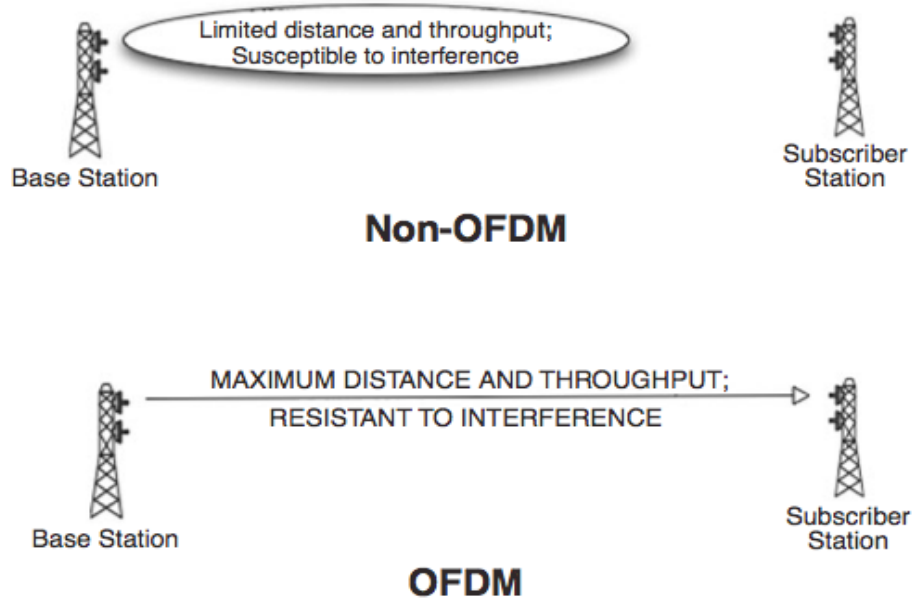 Limited distance and throughput;
Susceptible to interference
Base Station
Subscriber
Station
Non-OFDM
MAXIMUM DISTANCE AND THROUGHPUT;
RESISTANT TO INTERFERENCE
Base Station
Subscriber
Station
OFDM